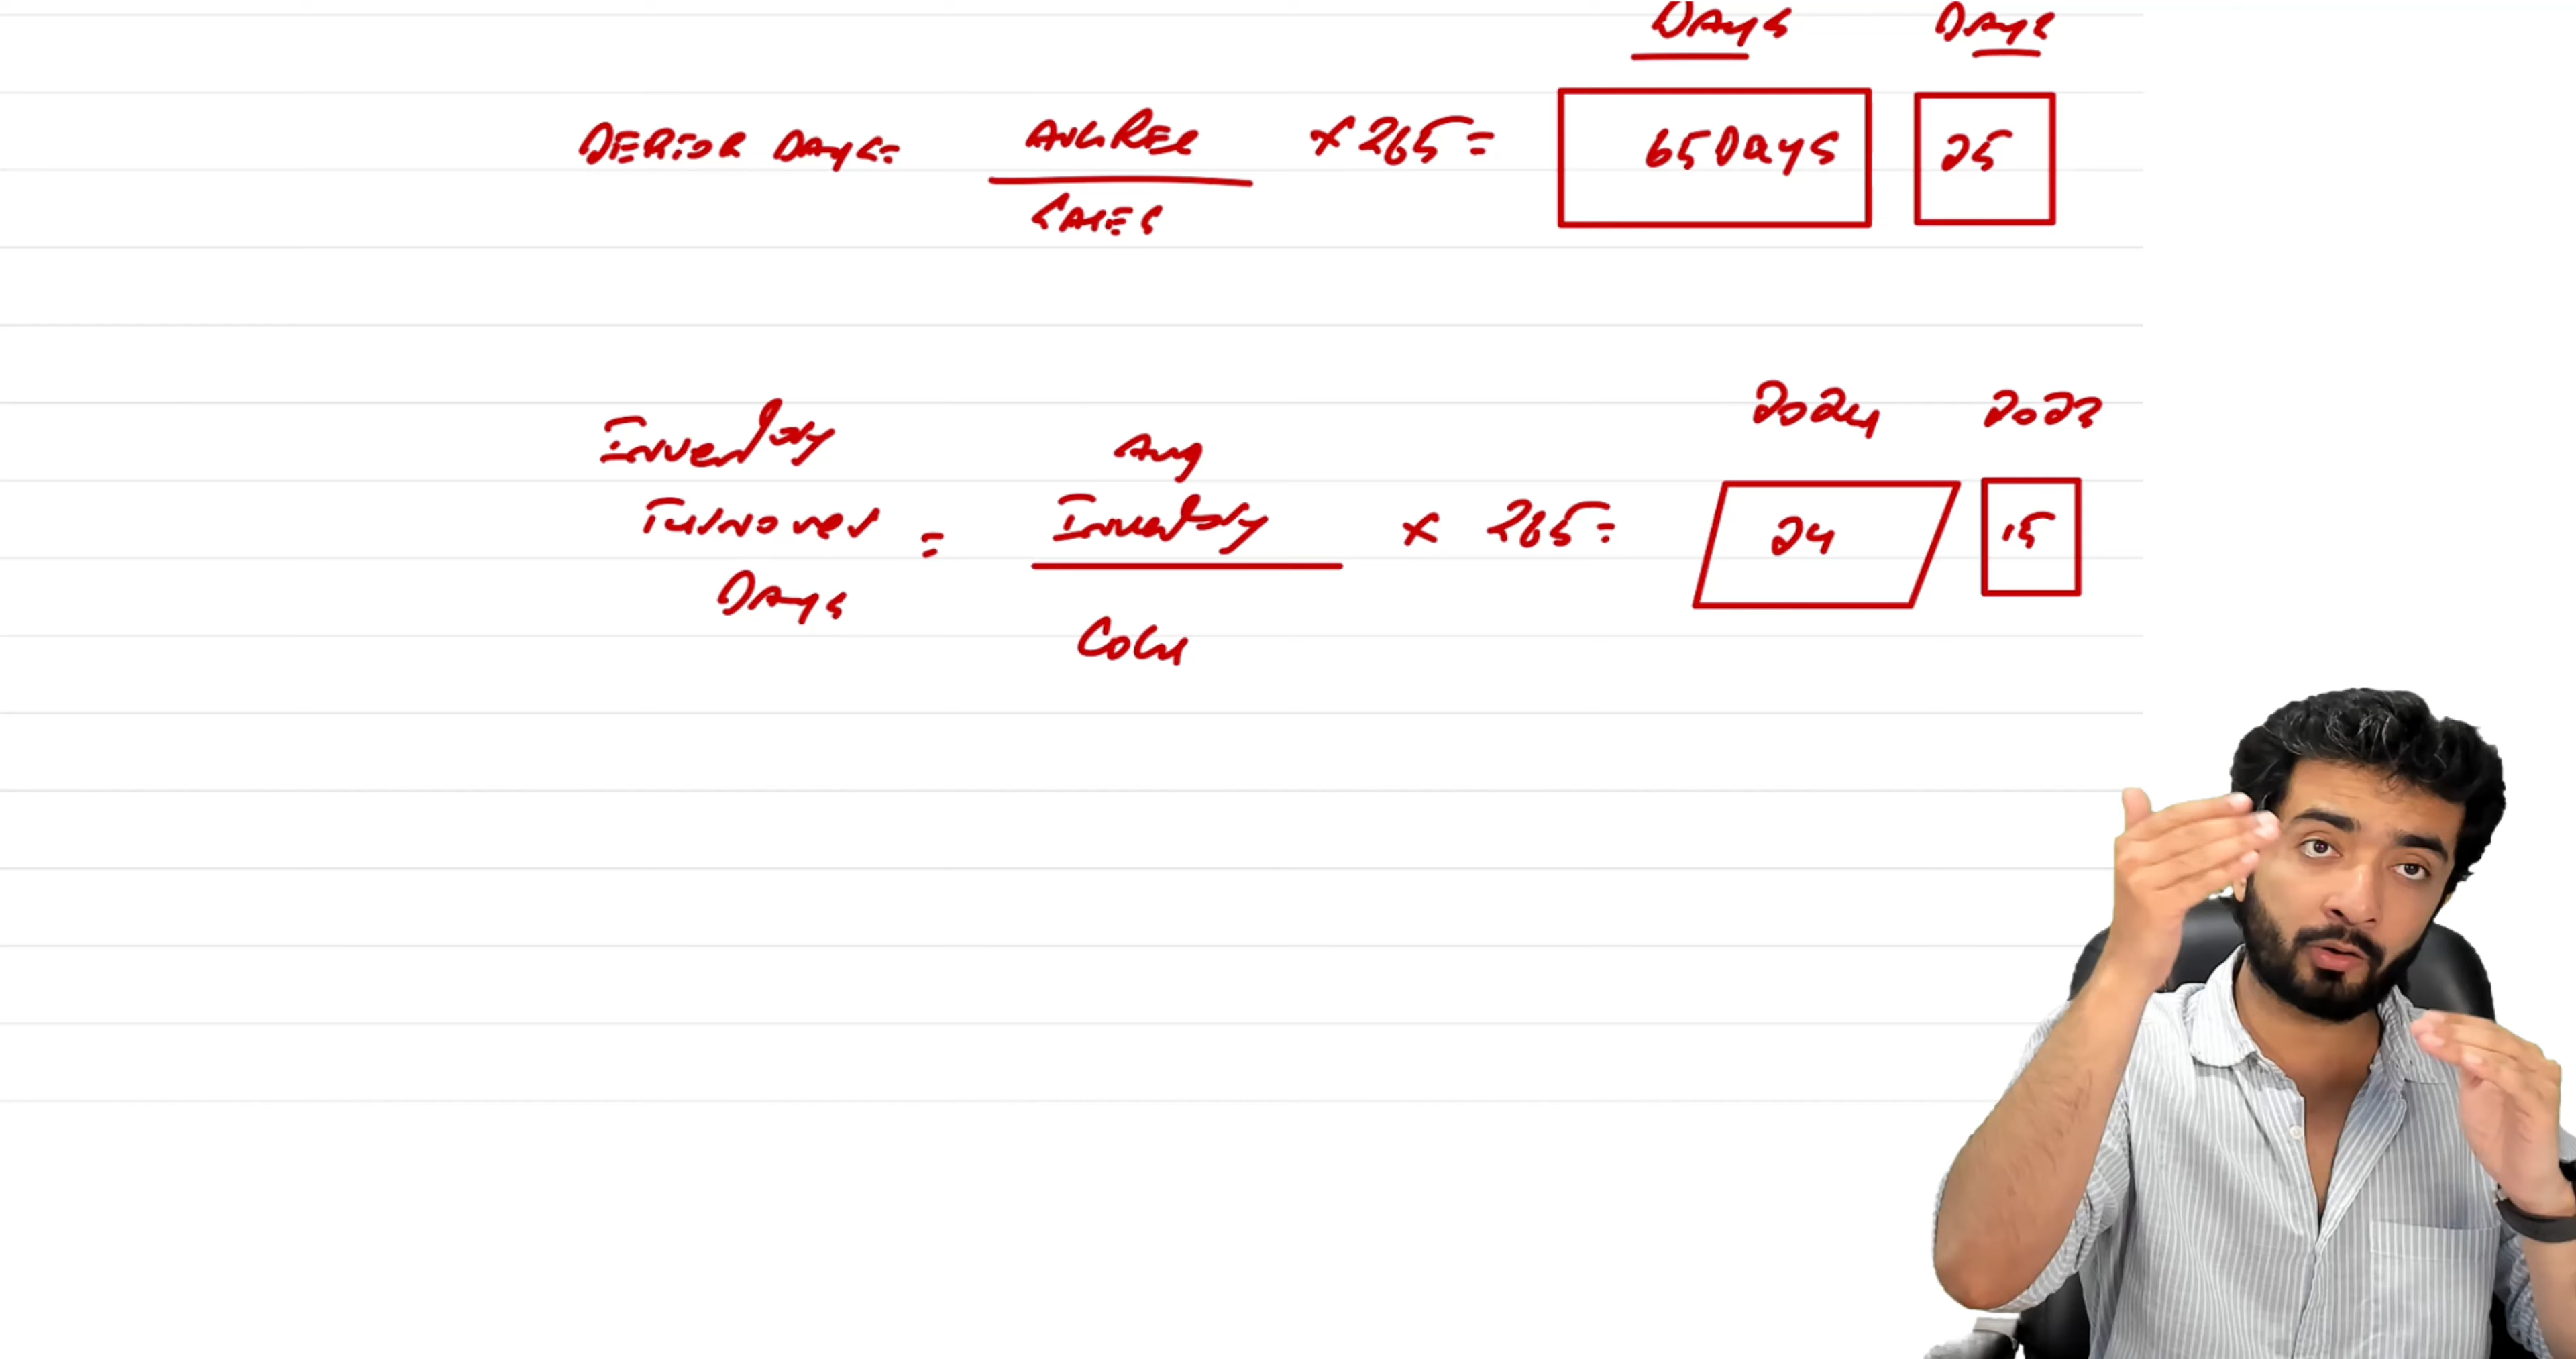 Days Days
DEBTOR DAYS= AVG REC × 365 = 65 Days 25
SALES
2024 2023
Inventory Avg
Turnover = Inventory × 365 = 24 15
Days
COGS